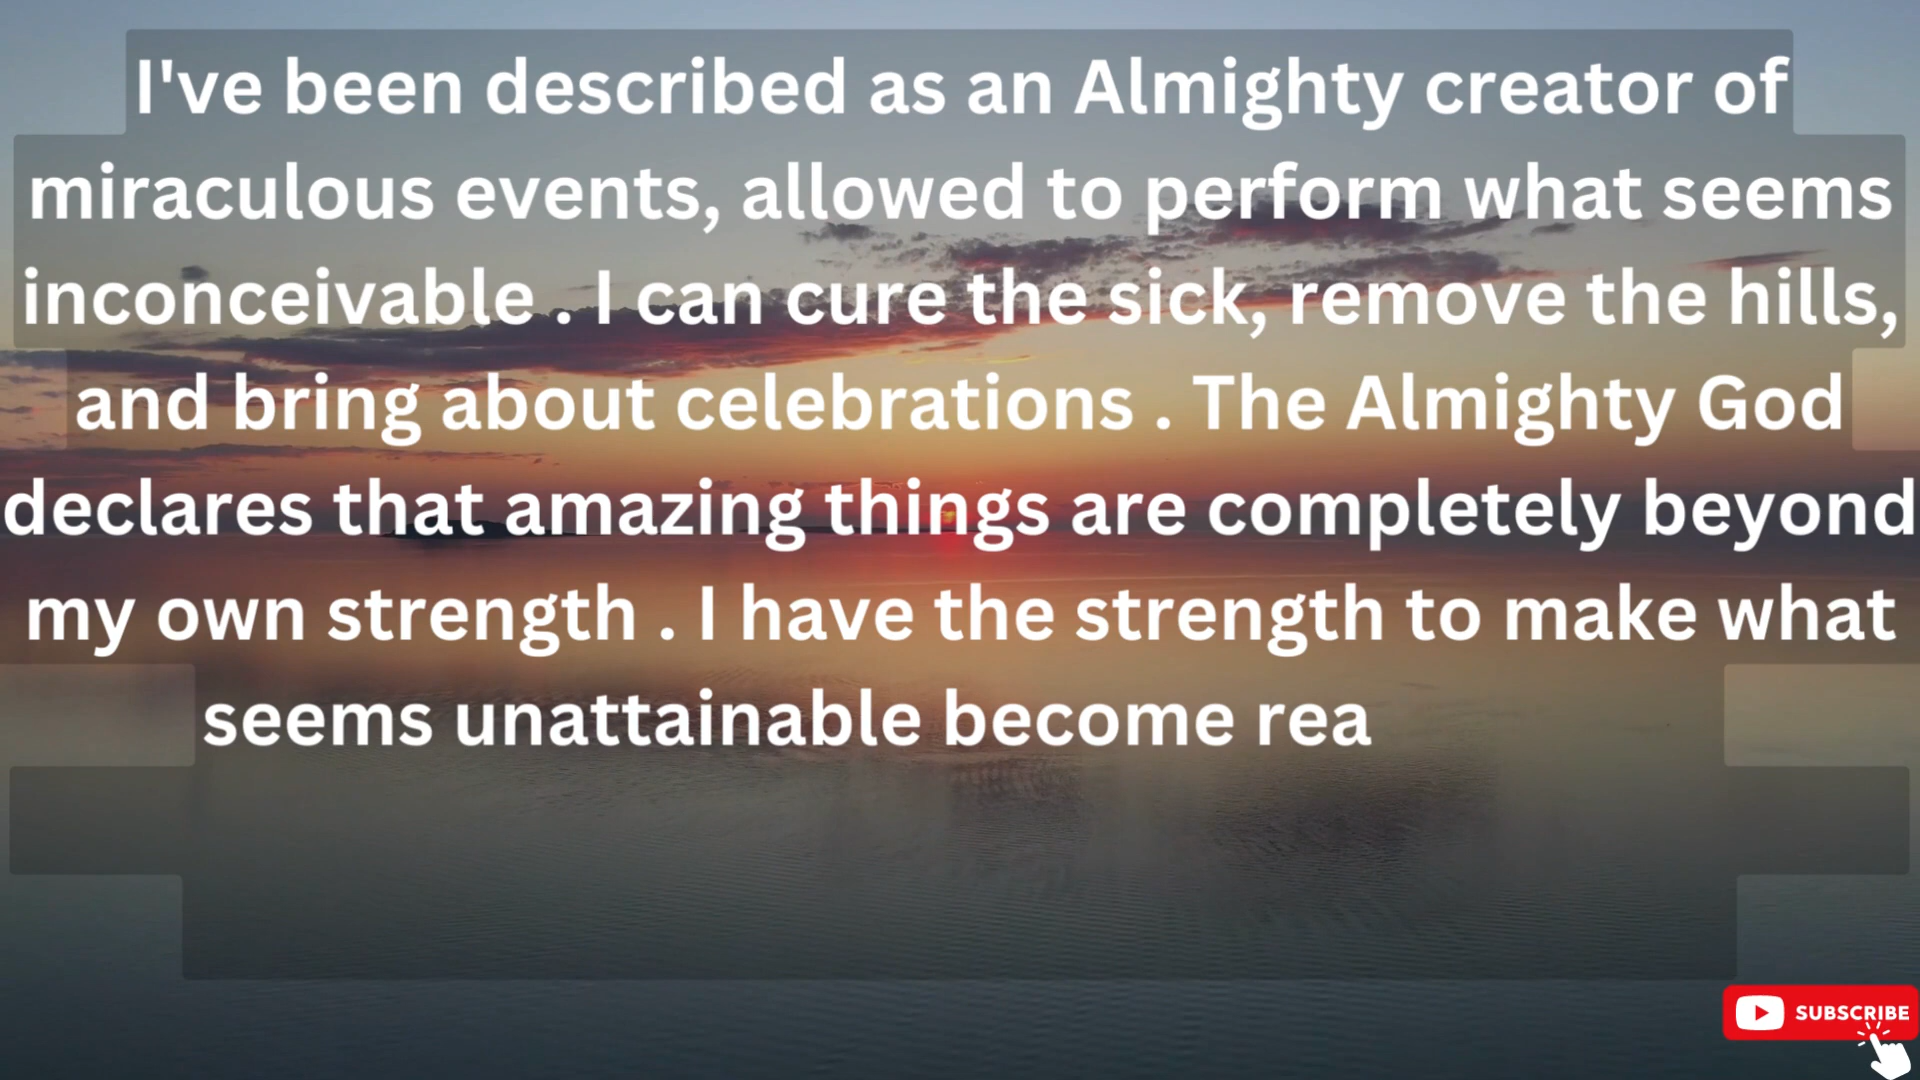 I've been described as an Almighty creator of
miraculous events, allowed to perform what seems
inconceivable . I can cure the sick, remove the hills,
and bring about celebrations . The Almighty God
declares that amazing things are completely beyond
my own strength . I have the strength to make what
seems unattainable become rea
SUBSCRIBE